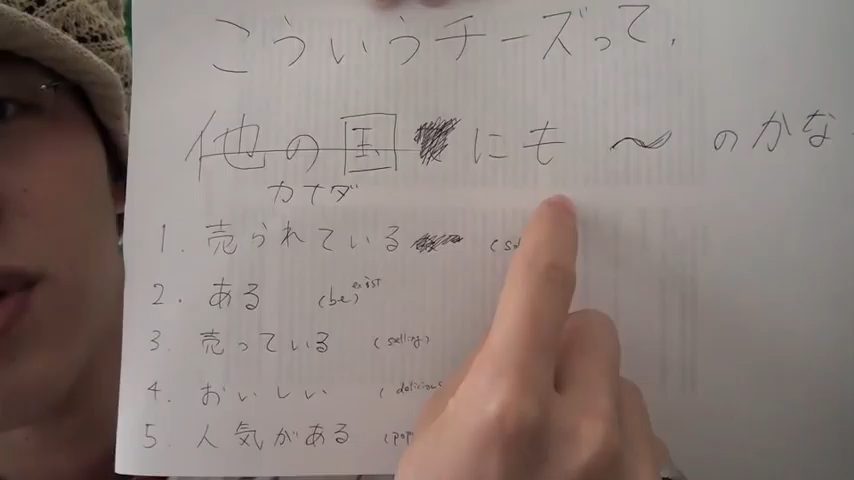 こういうチーズって、
他の国にも 〜 のかな
カナダ
1. 売られている
2. ある (be) exist
3. 売っている (selling)
4. おいしい (delicious
5. 人気がある (pop